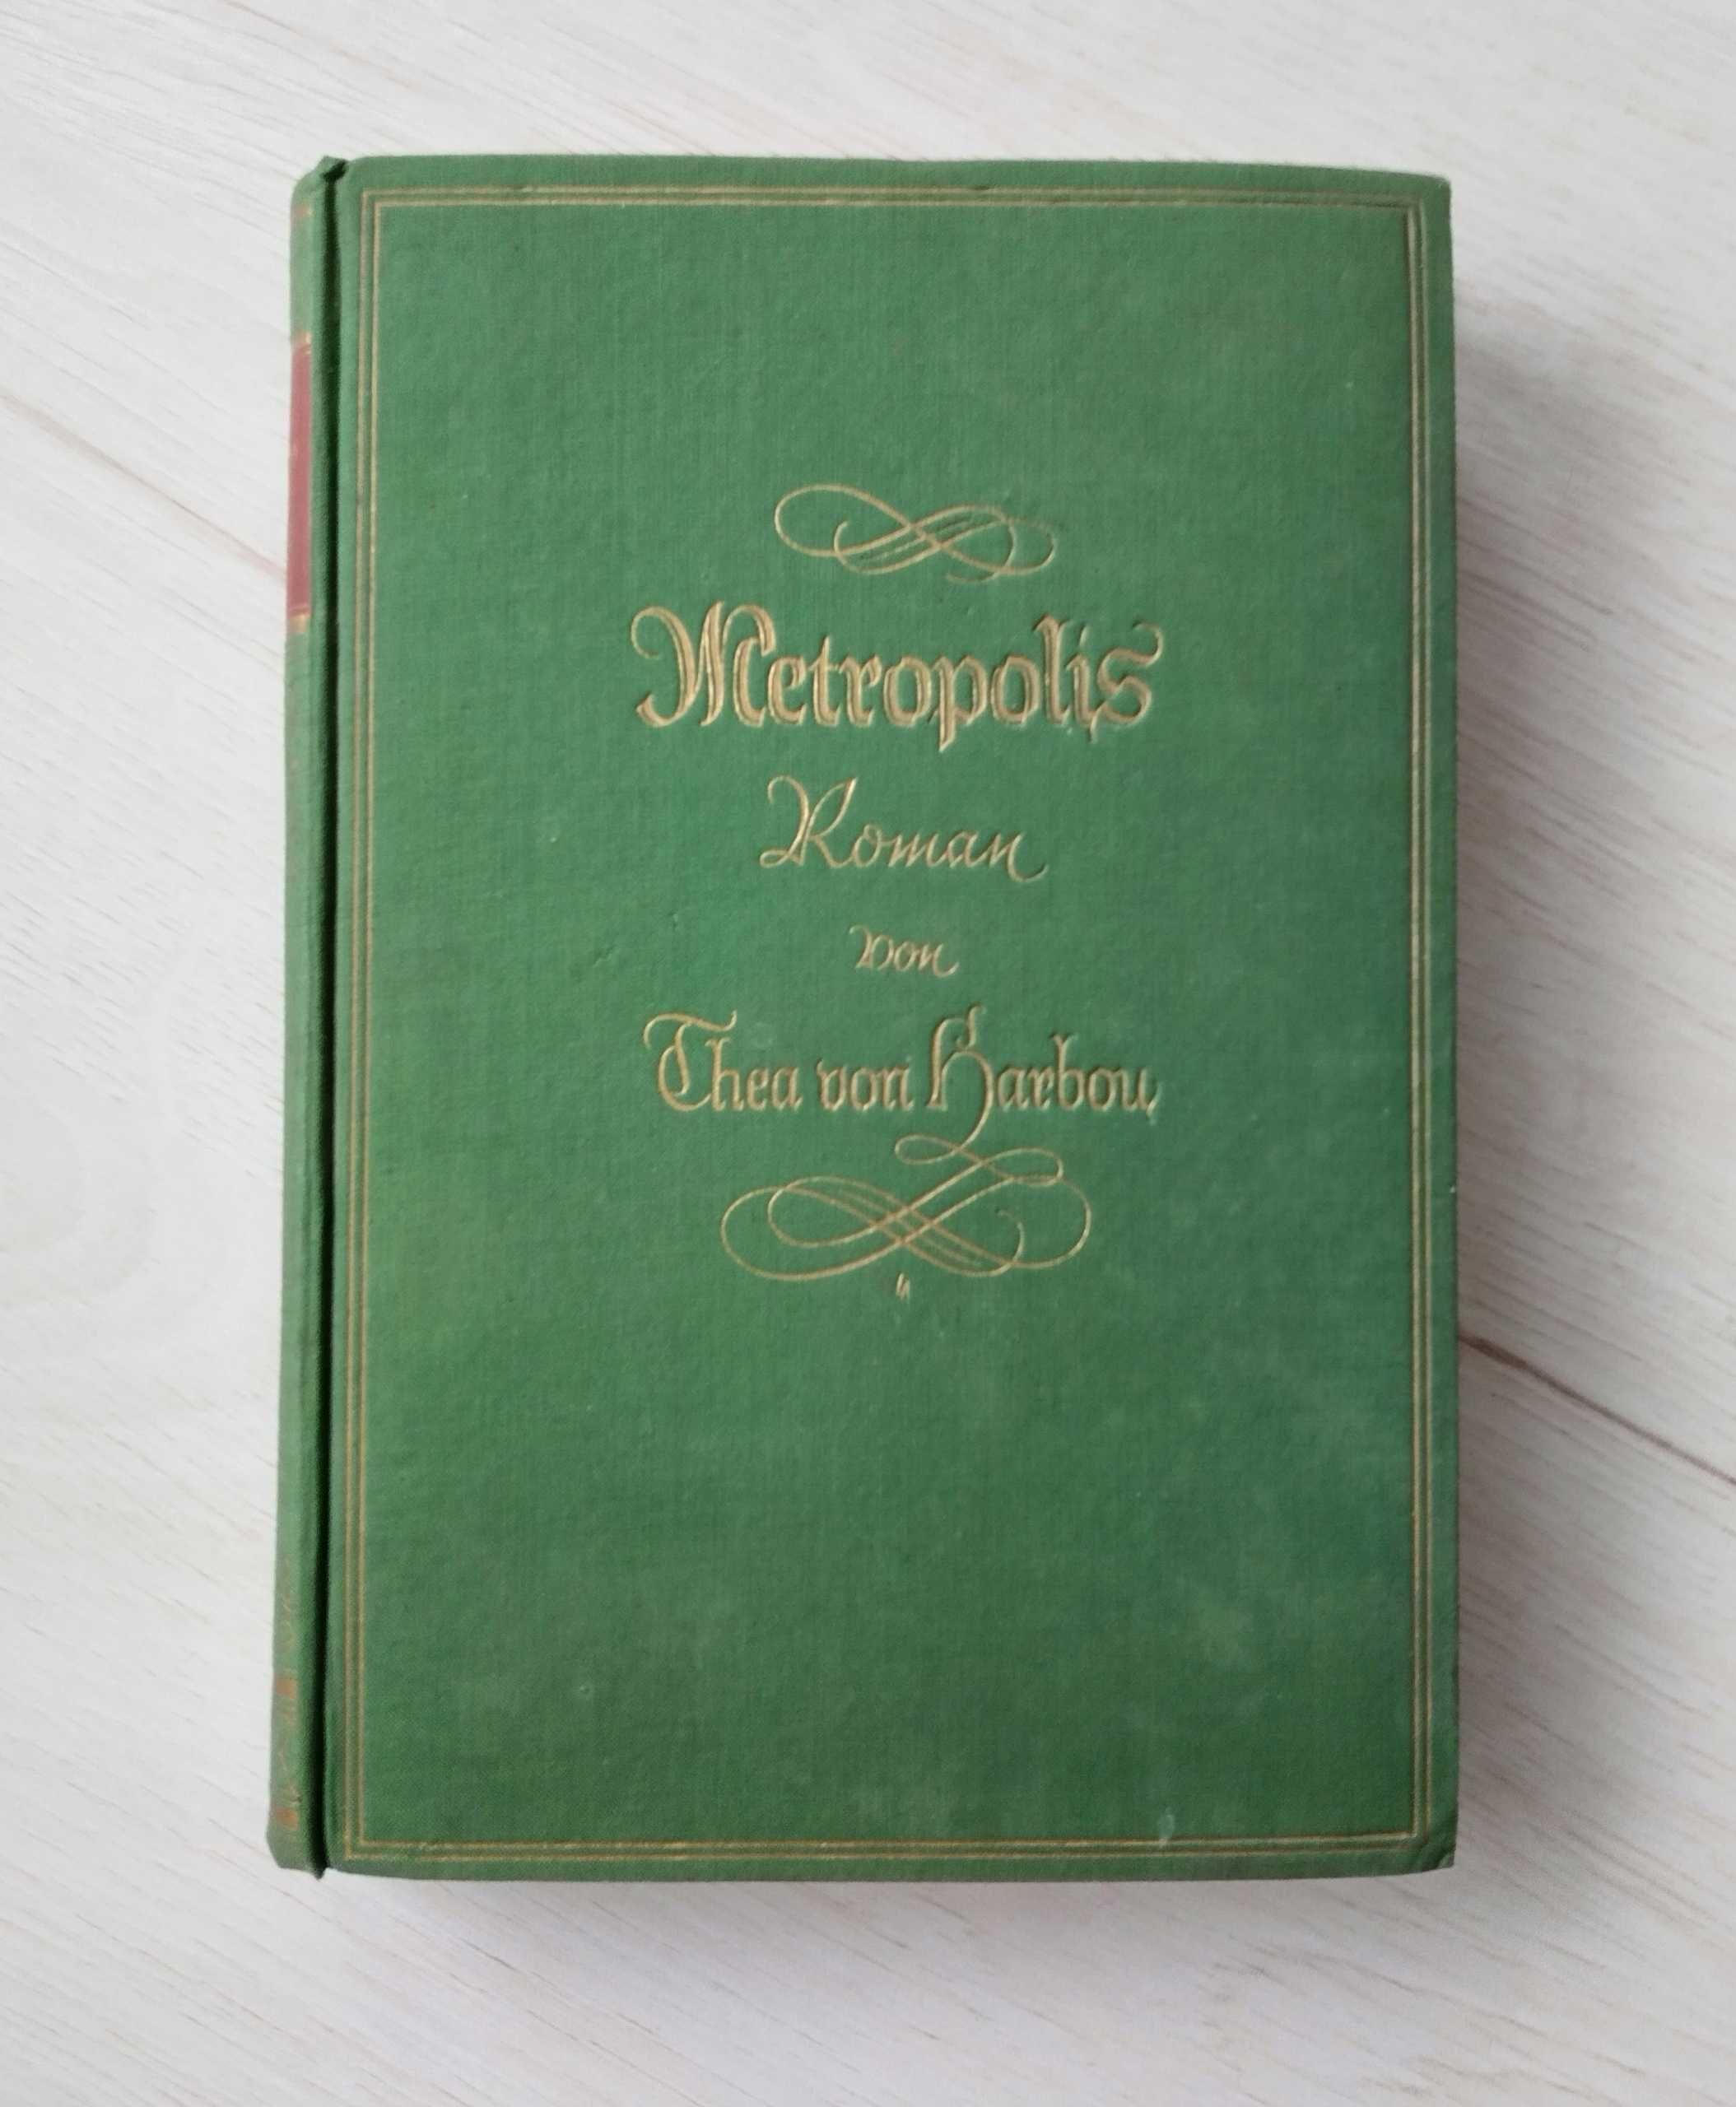 Metropolis
Roman
von
Thea von Harbou